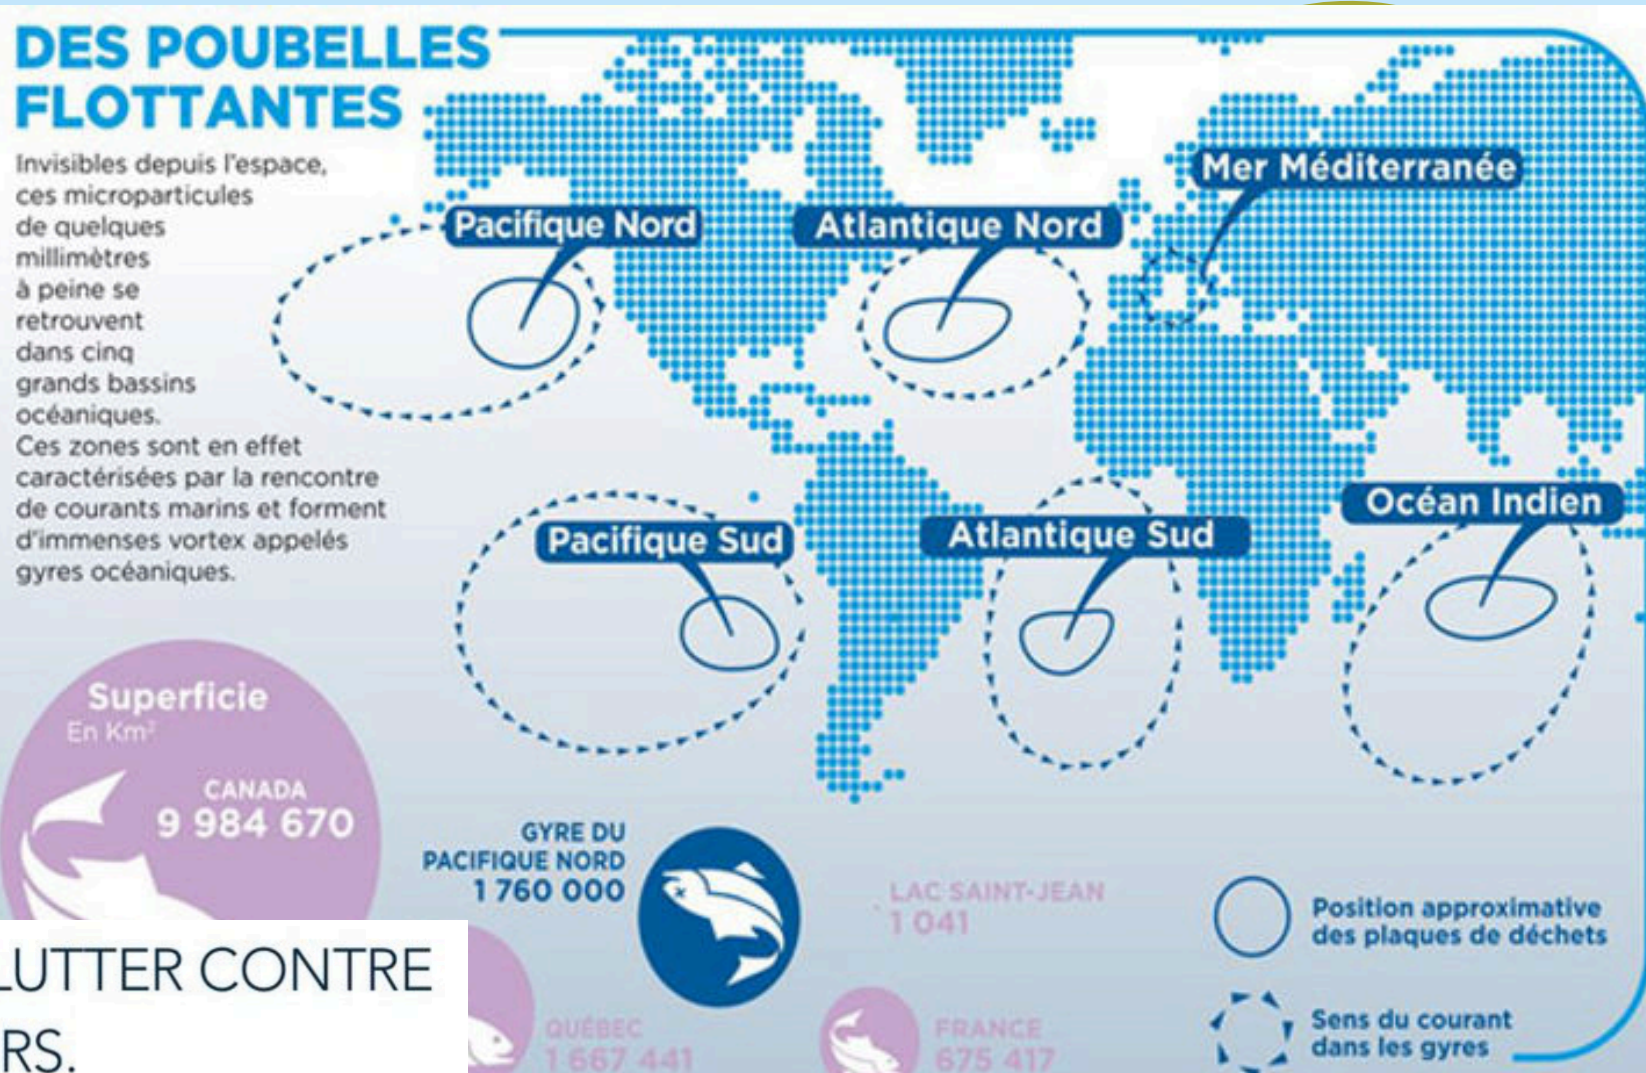 DES POUBELLES
FLOTTANTES
Invisibles depuis l'espace,
ces microparticules
de quelques
millimètres
à peine se
retrouvent
dans cinq
grands bassins
océaniques.
Ces zones sont en effet
caractérisées par la rencontre
de courants marins et forment
d'immenses vortex appelés
gyres océaniques.
Pacifique Nord
Atlantique Nord
Mer Méditerranée
Pacifique Sud
Atlantique Sud
Océan Indien
Superficie
En Km²
CANADA
9 984 670
GYRE DU
PACIFIQUE NORD
1 760 000
LAC SAINT-JEAN
1 041
QUÉBEC
1 667 441
FRANCE
675 417
Position approximative
des plaques de déchets
Sens du courant
dans les gyres
LUTTER CONTRE
RS.